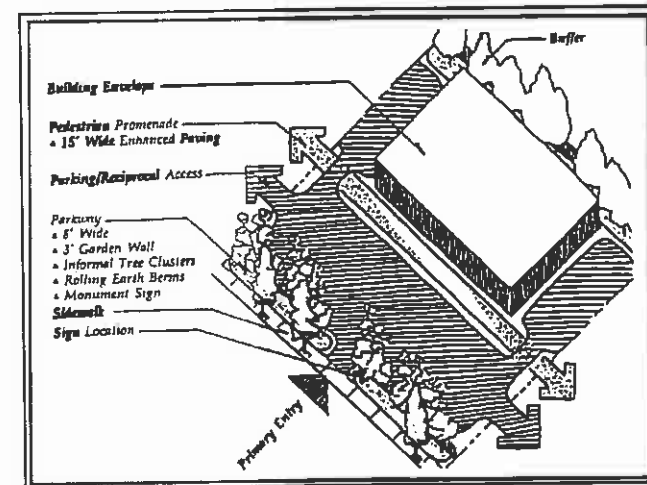 Buffer
Building Envelope
Pedestrian Promenade
▲ 15' Wide Enhanced Paving
Parking/Reciprocal Access
Parkway
▲ 8' Wide
▲ 3' Garden Wall
▲ Informal Tree Clusters
▲ Rolling Earth Berms
▲ Monument Sign
Sidewalk
Sign Location
Primary Entry